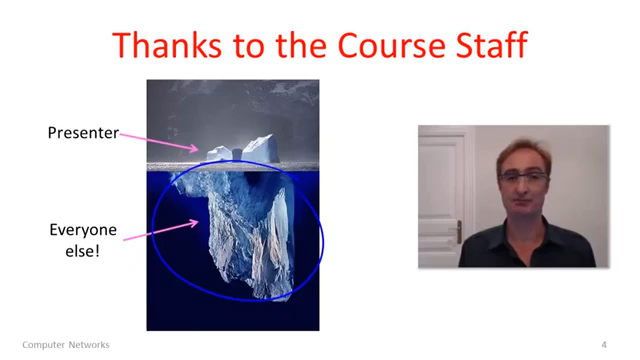 Thanks to the Course Staff
Presenter
Everyone
else!
Computer Networks
4